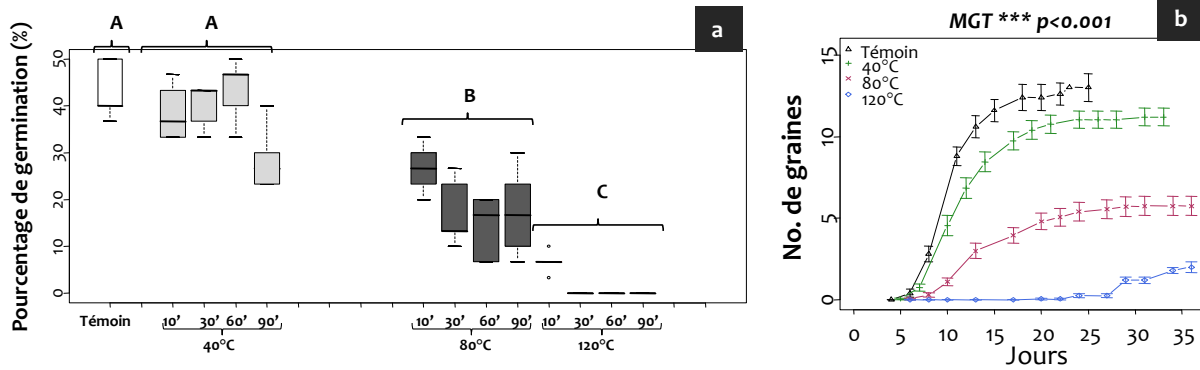 a
A
A
B
C
Pourcentage de germination (%)
50
40
30
20
10
0
Témoin
10’ 30’ 60’ 90’
40°C
10’ 30’ 60’ 90’
80°C
10’ 30’ 60’ 90’
120°C
b
MGT *** p<0.001
Témoin
40°C
80°C
120°C
No. de graines
15
10
5
0
0 5 10 15 20 25 30 35
Jours